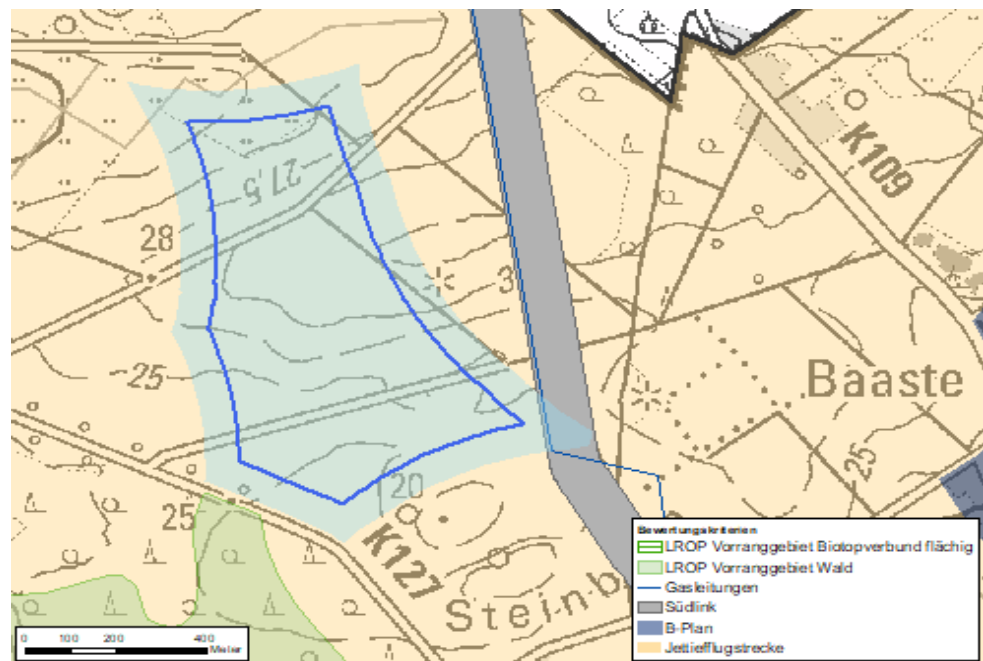 K109
27,5
28
3
25
Baaste
25
20
25
K127
Steinb
Bewertungskriterien
LROP Vorranggebiet Biotopverbund flächig
LROP Vorranggebiet Wald
Gasleitungen
Südlink
B-Plan
Jettiefflugstrecke
0 100 200 400
Meter